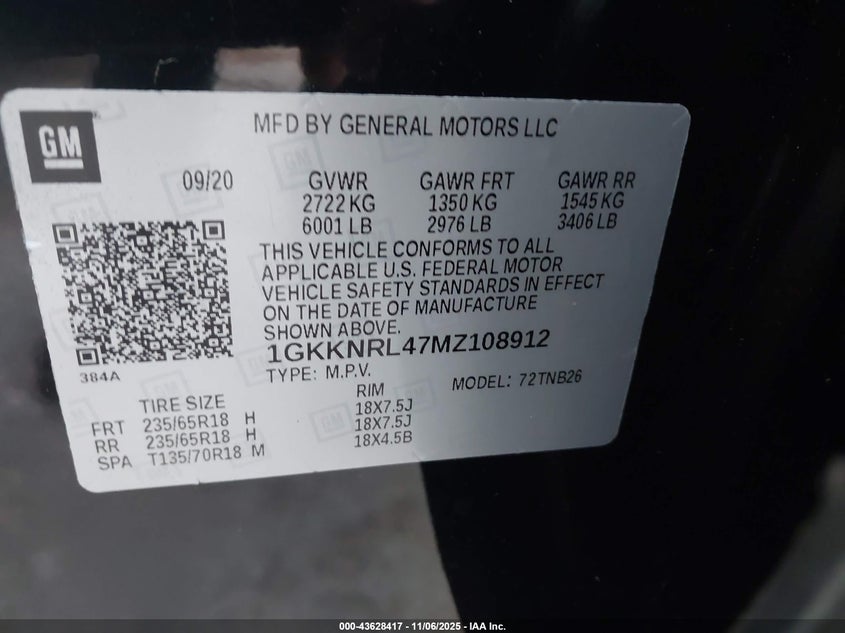 GM
MFD BY GENERAL MOTORS LLC
09/20
GVWR GAWR FRT GAWR RR
2722 KG 1350 KG 1545 KG
6001 LB 2976 LB 3406 LB
THIS VEHICLE CONFORMS TO ALL
APPLICABLE U.S. FEDERAL MOTOR
VEHICLE SAFETY STANDARDS IN EFFECT
ON THE DATE OF MANUFACTURE
SHOWN ABOVE.
1GKKNRL47MZ108912
384A
TYPE: M.P.V. MODEL: 72TNB26
TIRE SIZE RIM
FRT 235/65R18 H 18X7.5J
RR 235/65R18 H 18X7.5J
SPA T135/70R18 M 18X4.5B
000-43628417 - 11/06/2025 - IAA Inc.